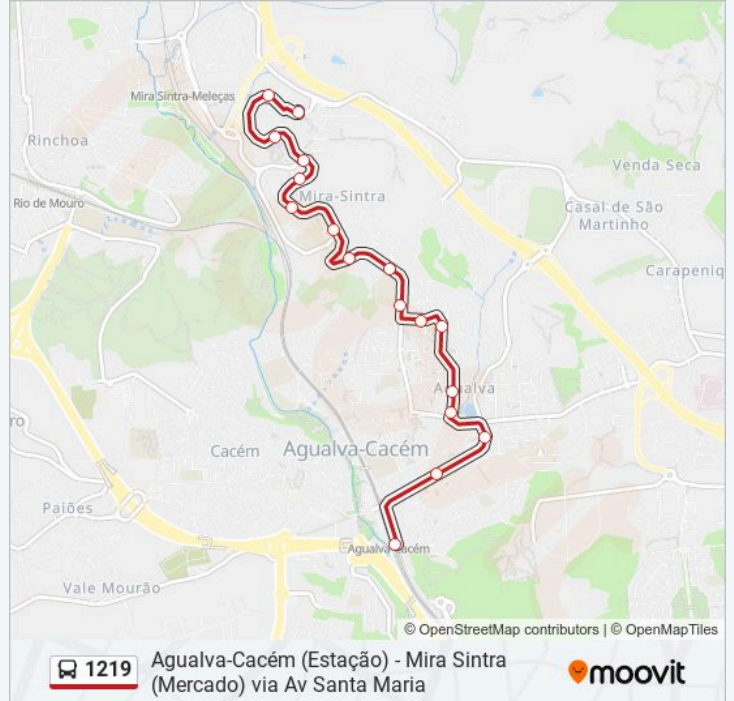 Mira Sintra-Meleças
Rinchoa
Venda Seca
Rio de Mouro
Mira-Sintra
Casal de São
Martinho
Carapeniq
Agualva
ro
Cacém
Agualva-Cacém
Paiões
Agualva-Cacém
Vale Mourão
© OpenStreetMap contributors | © OpenMapTiles
1219
Agualva-Cacém (Estação) - Mira Sintra
(Mercado) via Av Santa Maria
moovit